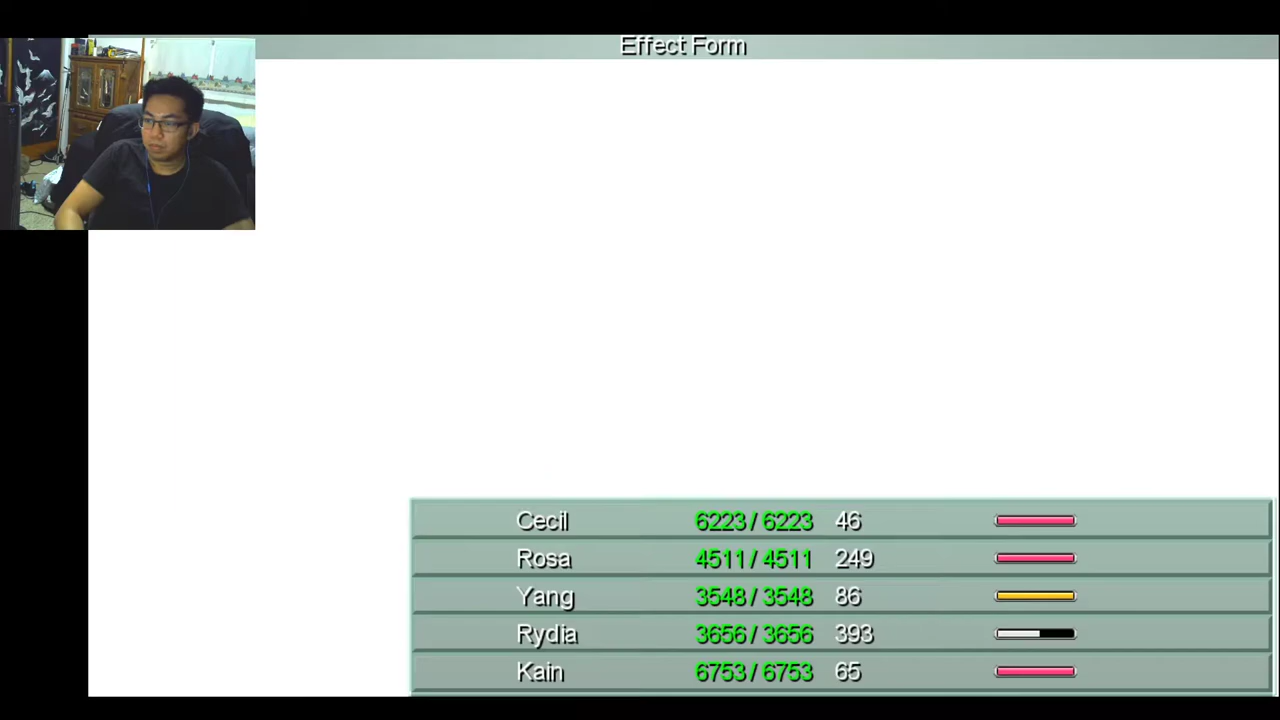 Effect Form
Cecil 6223/6223 46
Rosa 4511/4511 249
Yang 3548/3548 86
Rydia 3656/3656 393
Kain 6753/6753 65